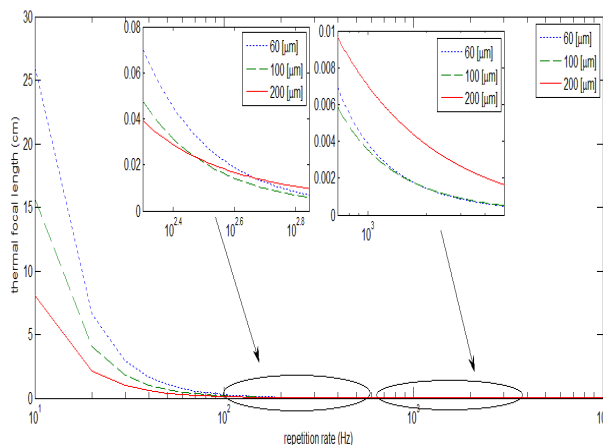 30
25
20
15
10
5
0
thermal focal length (cm)
0.08
0.06
0.04
0.02
0
60 [μm]
100 [μm]
200 [μm]
10^2.4
10^2.6
10^2.8
0.01
0.008
0.006
0.004
0.002
0
60 [μm]
100 [μm]
200 [μm]
10^3
60 [μm]
100 [μm]
200 [μm]
10^1
10^2
10^3
10
repetition rate (Hz)